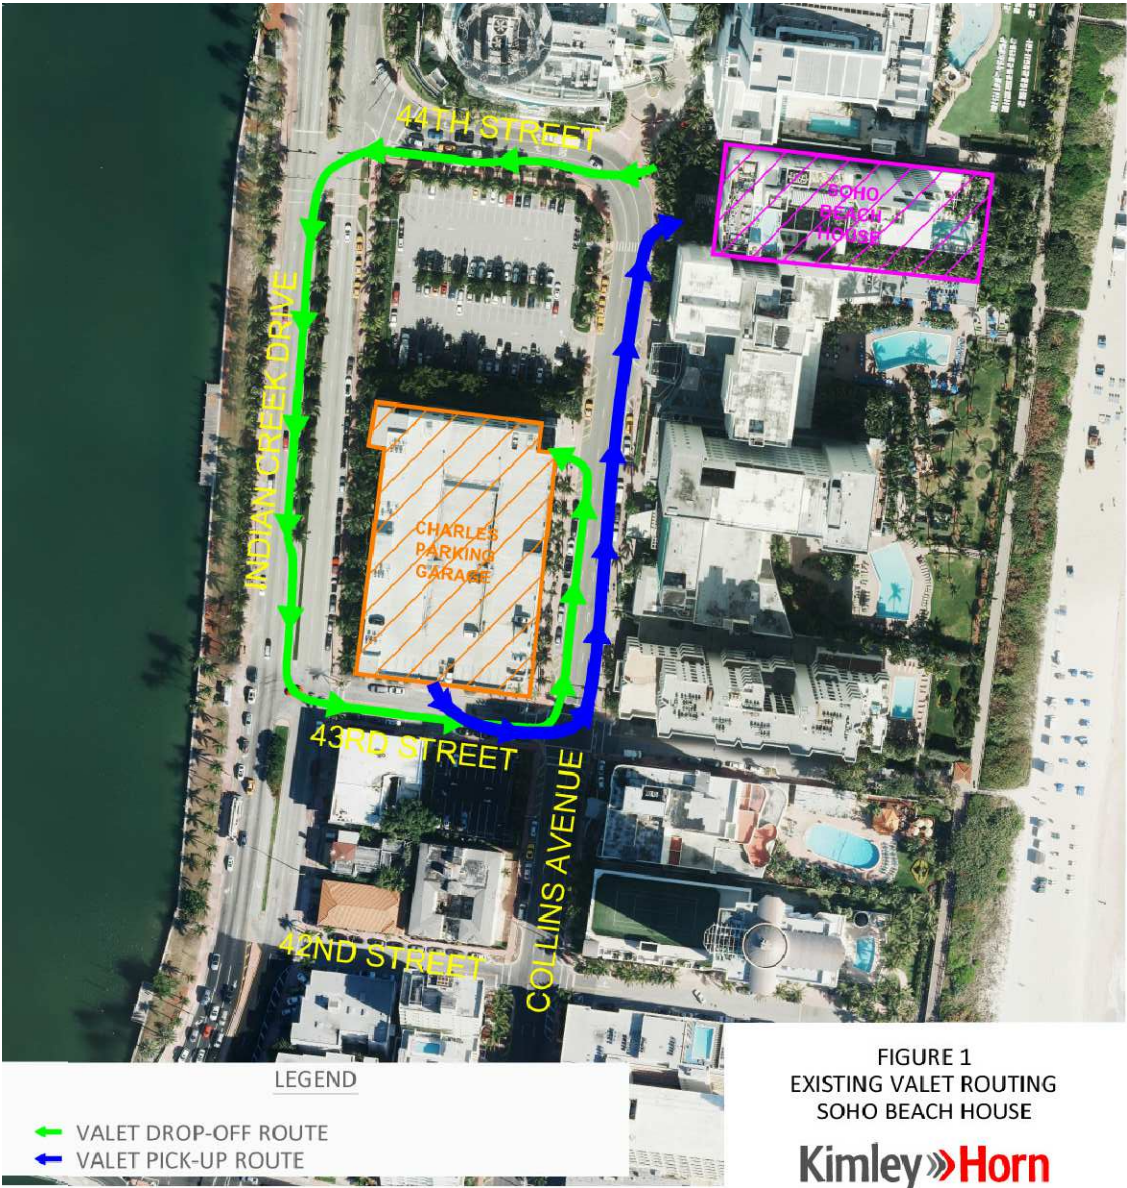 44TH STREET
SOHO
BEACH
HOUSE
INDIAN CREEK DRIVE
CHARLES
PARKING
GARAGE
43RD STREET
COLLINS AVENUE
42ND STREET
LEGEND
VALET DROP-OFF ROUTE
VALET PICK-UP ROUTE
FIGURE 1
EXISTING VALET ROUTING
SOHO BEACH HOUSE
Kimley»Horn